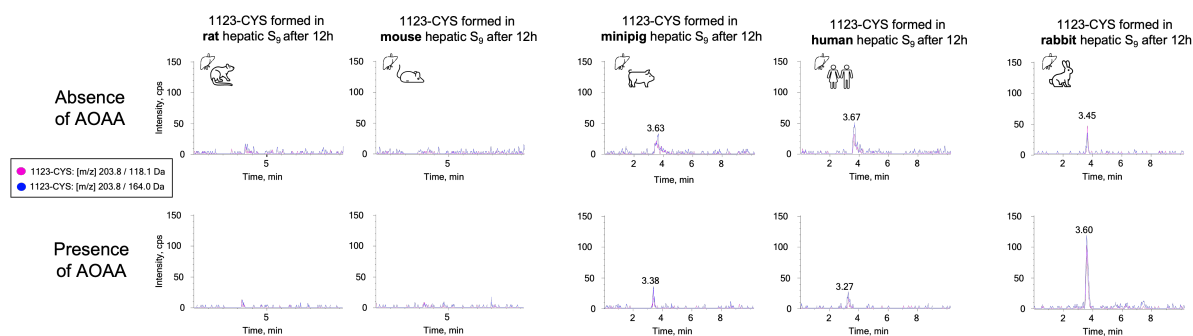 1123-CYS formed in
rat hepatic S9 after 12h
1123-CYS formed in
mouse hepatic S9 after 12h
1123-CYS formed in
minipig hepatic S9 after 12h
1123-CYS formed in
human hepatic S9 after 12h
1123-CYS formed in
rabbit hepatic S9 after 12h
Absence
of AOAA
Intensity, cps
150
100
50
0
5
Time, min
150
100
50
0
5
Time, min
150
100
50
0
3.63
2 4 6 8
Time, min
150
100
50
0
3.67
2 4 6 8
Time, min
150
100
50
0
3.45
2 4 6 8
Time, min
1123-CYS: [m/z] 203.8 / 118.1 Da
1123-CYS: [m/z] 203.8 / 164.0 Da
Presence
of AOAA
Intensity, cps
150
100
50
0
5
Time, min
150
100
50
0
5
Time, min
150
100
50
0
3.38
2 4 6 8
Time, min
150
100
50
0
3.27
2 4 6 8
Time, min
150
100
50
0
3.60
2 4 6 8
Time, min